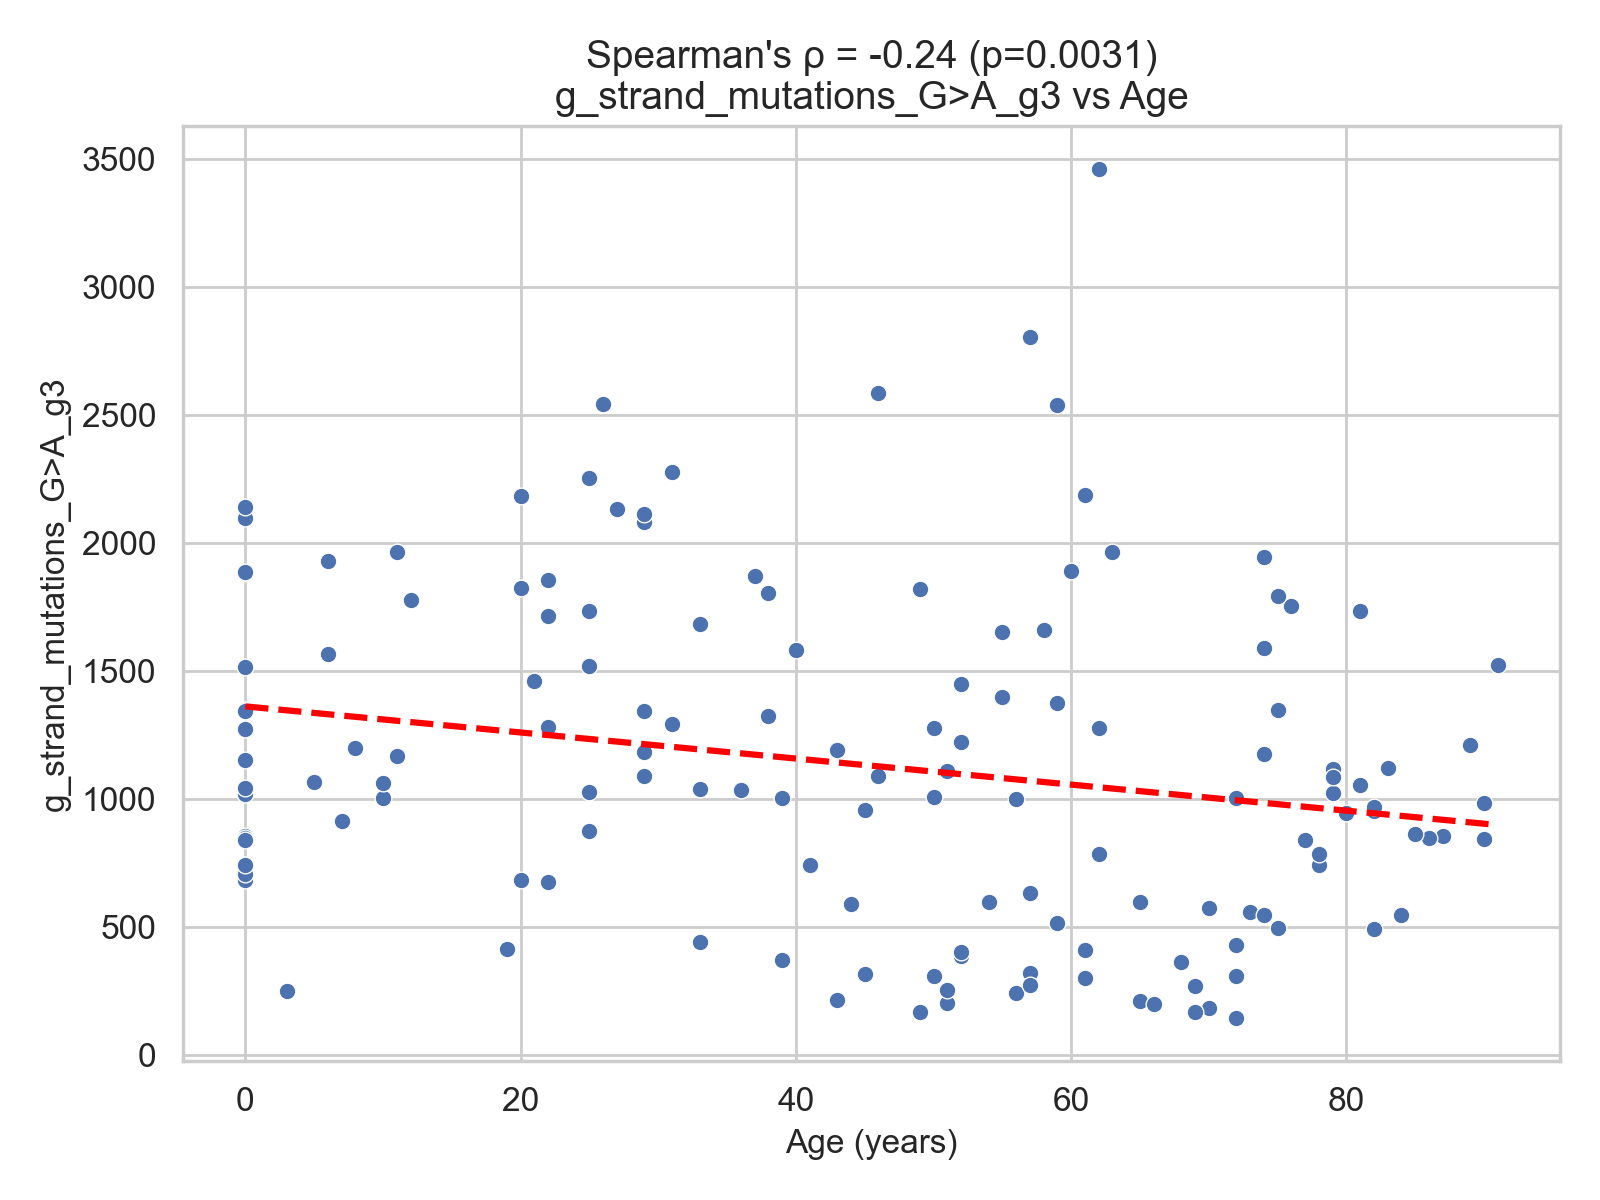 Spearman's ρ = -0.24 (p=0.0031)
g_strand_mutations_G>A_g3 vs Age
g_strand_mutations_G>A_g3
3500
3000
2500
2000
1500
1000
500
0
0 20 40 60 80
Age (years)